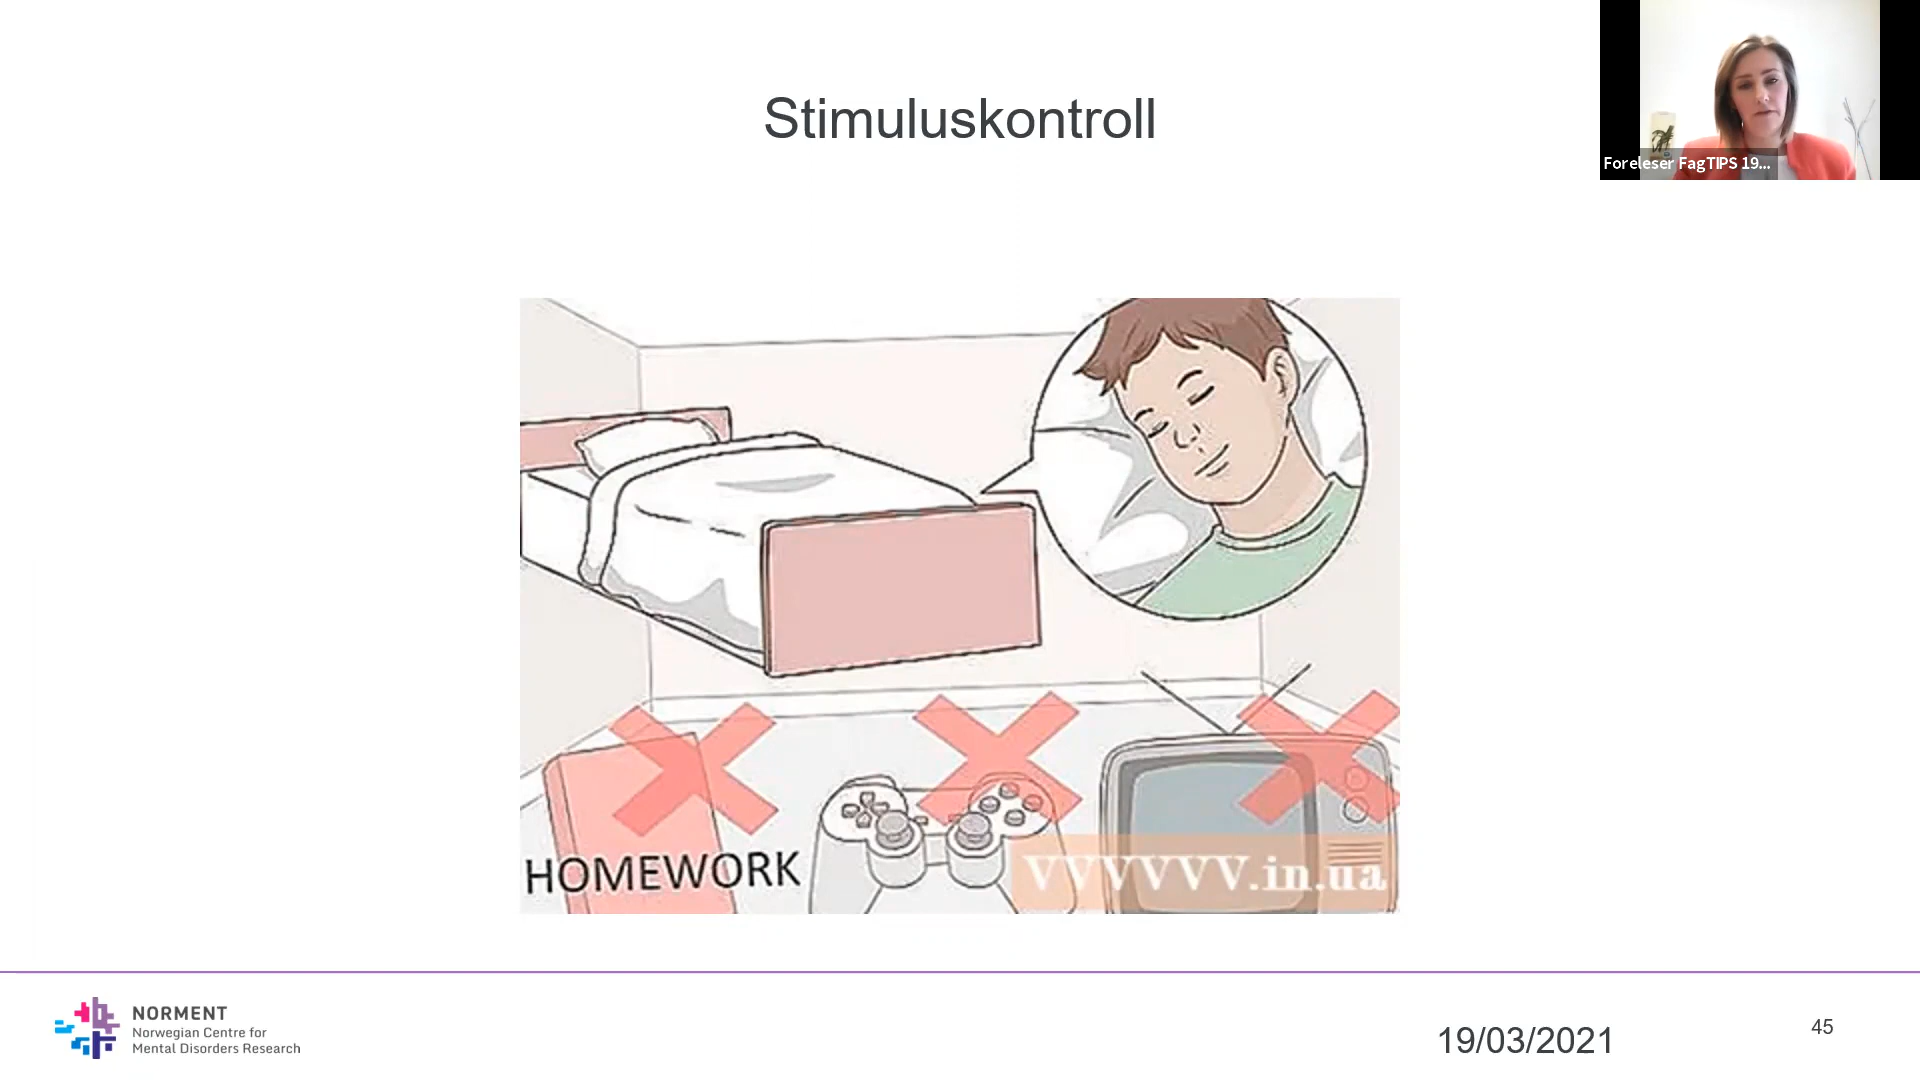 Stimuluskontroll
Foreleser FagTIPS 19...
HOMEWORK
VVVVVV.in.ua
NORMENT
Norwegian Centre for
Mental Disorders Research
19/03/2021
45